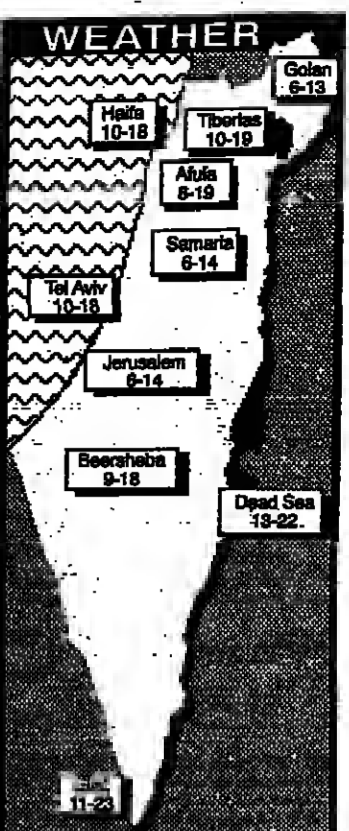 WEATHER
Golan
6-13
Haifa
10-18
Tiberias
10-19
Afula
8-19
Samaria
6-14
Tel Aviv
10-18
Jerusalem
6-14
Beersheba
9-18
Dead Sea
13-22
11-23